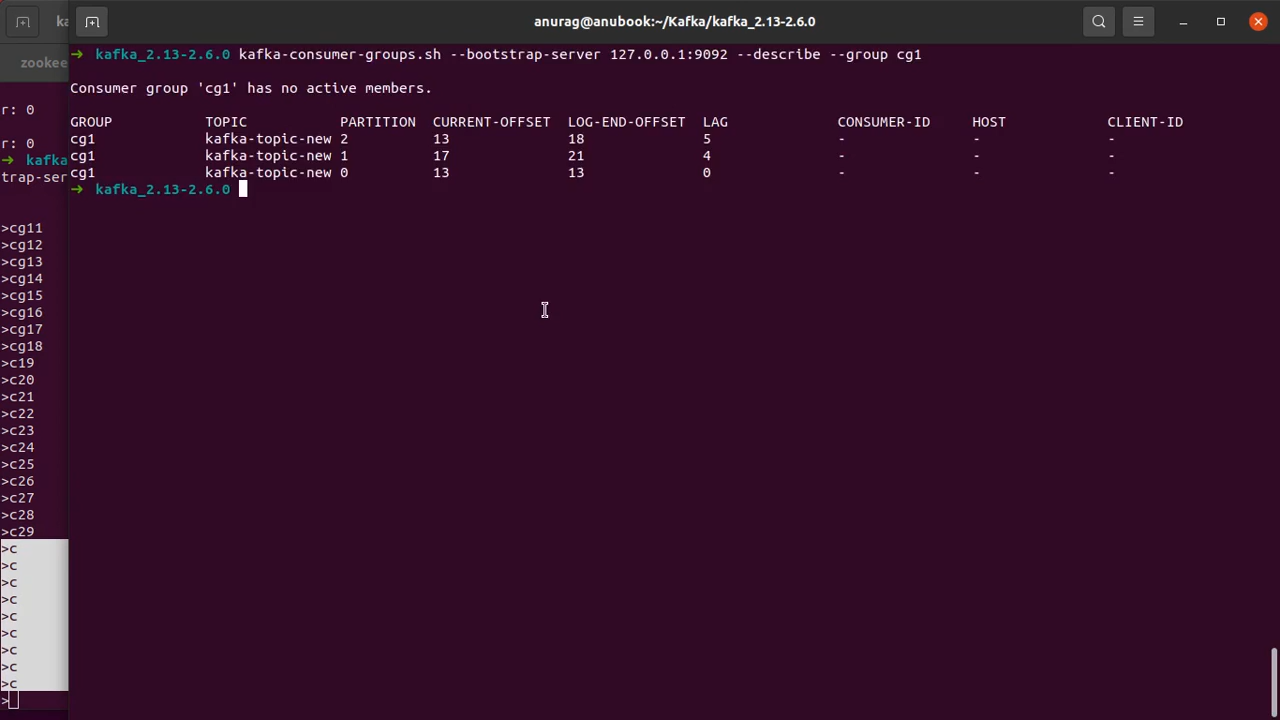 ka
anurag@anubook:~/Kafka/kafka_2.13-2.6.0
zookee
➜ kafka_2.13-2.6.0 kafka-consumer-groups.sh --bootstrap-server 127.0.0.1:9092 --describe --group cg1
Consumer group 'cg1' has no active members.
GROUP TOPIC PARTITION CURRENT-OFFSET LOG-END-OFFSET LAG CONSUMER-ID HOST CLIENT-ID
cg1 kafka-topic-new 2 13 18 5 - - -
cg1 kafka-topic-new 1 17 21 4 - - -
cg1 kafka-topic-new 0 13 13 0 - - -
➜ kafka_2.13-2.6.0
r: 0
r: 0
➜ kafka
trap-ser
>cg11
>cg12
>cg13
>cg14
>cg15
>cg16
>cg17
>cg18
>c19
>c20
>c21
>c22
>c23
>c24
>c25
>c26
>c27
>c28
>c29
>c
>c
>c
>c
>c
>c
>c
>c
>c
>